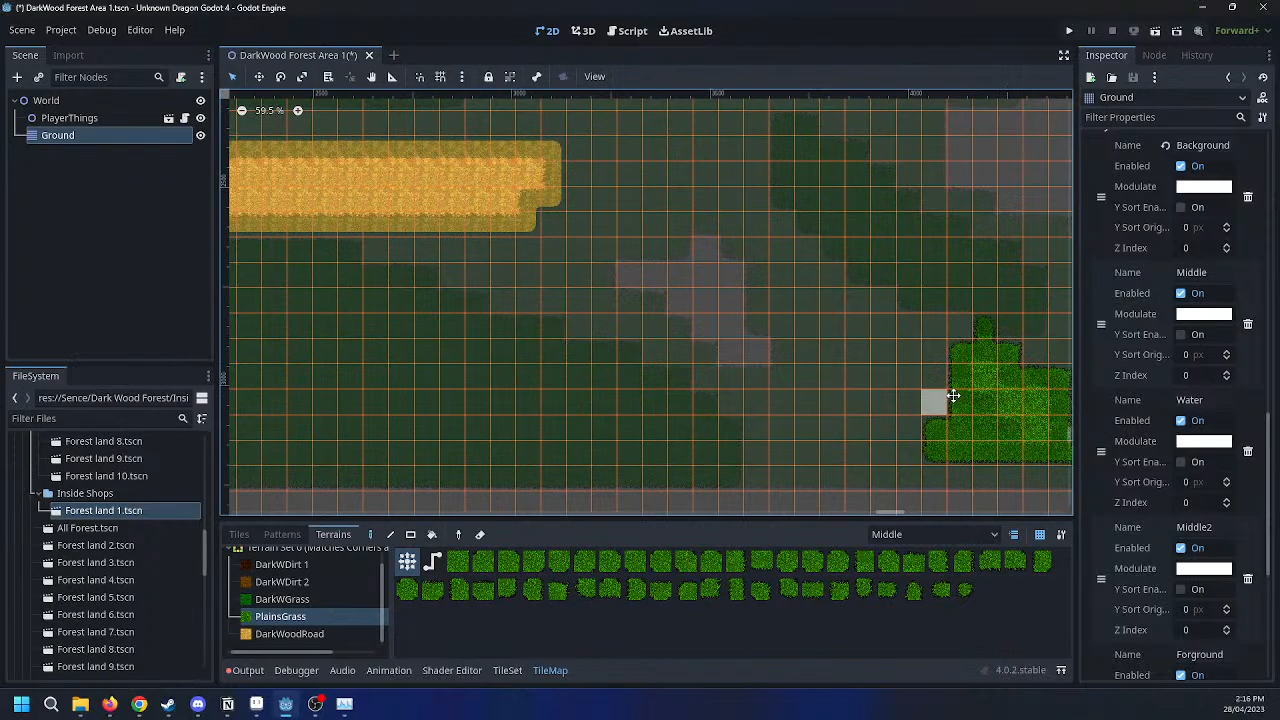 (*) DarkWood Forest Area 1.tscn - Unknown Dragon Godot 4 - Godot Engine
Scene Project Debug Editor Help
2D 3D Script AssetLib
Forward+
Scene Import
DarkWood Forest Area 1(*)
Inspector Node History
Filter Nodes
View
World
PlayerThings
Ground
59.5 %
2500 3000 3500 4000
Ground
Filter Properties
Name Background
Enabled On
Modulate
Y Sort Ena... On
Y Sort Orig... 0 px
Z Index 0
Name Middle
Enabled On
Modulate
Y Sort Ena... On
Y Sort Orig... 0 px
Z Index 0
Name Water
Enabled On
Modulate
Y Sort Ena... On
Y Sort Orig... 0 px
Z Index 0
Name Middle2
Enabled On
Modulate
Y Sort Ena... On
Y Sort Orig... 0 px
Z Index 0
Name Forground
Enabled On
FileSystem
res://Sence/Dark Wood Forest/Insi
Filter Files
Forest land 8.tscn
Forest land 9.tscn
Forest land 10.tscn
Inside Shops
Forest land 1.tscn
All Forest.tscn
Forest land 2.tscn
Forest land 3.tscn
Forest land 4.tscn
Forest land 5.tscn
Forest land 6.tscn
Forest land 7.tscn
Forest land 8.tscn
Forest land 9.tscn
Tiles Patterns Terrains
Middle
Terrain Set 0 (Matches Corners a
DarkWDirt 1
DarkWDirt 2
DarkWGrass
PlainsGrass
DarkWoodRoad
Output Debugger Audio Animation Shader Editor TileSet TileMap
4.0.2.stable
2:16 PM
28/04/2023